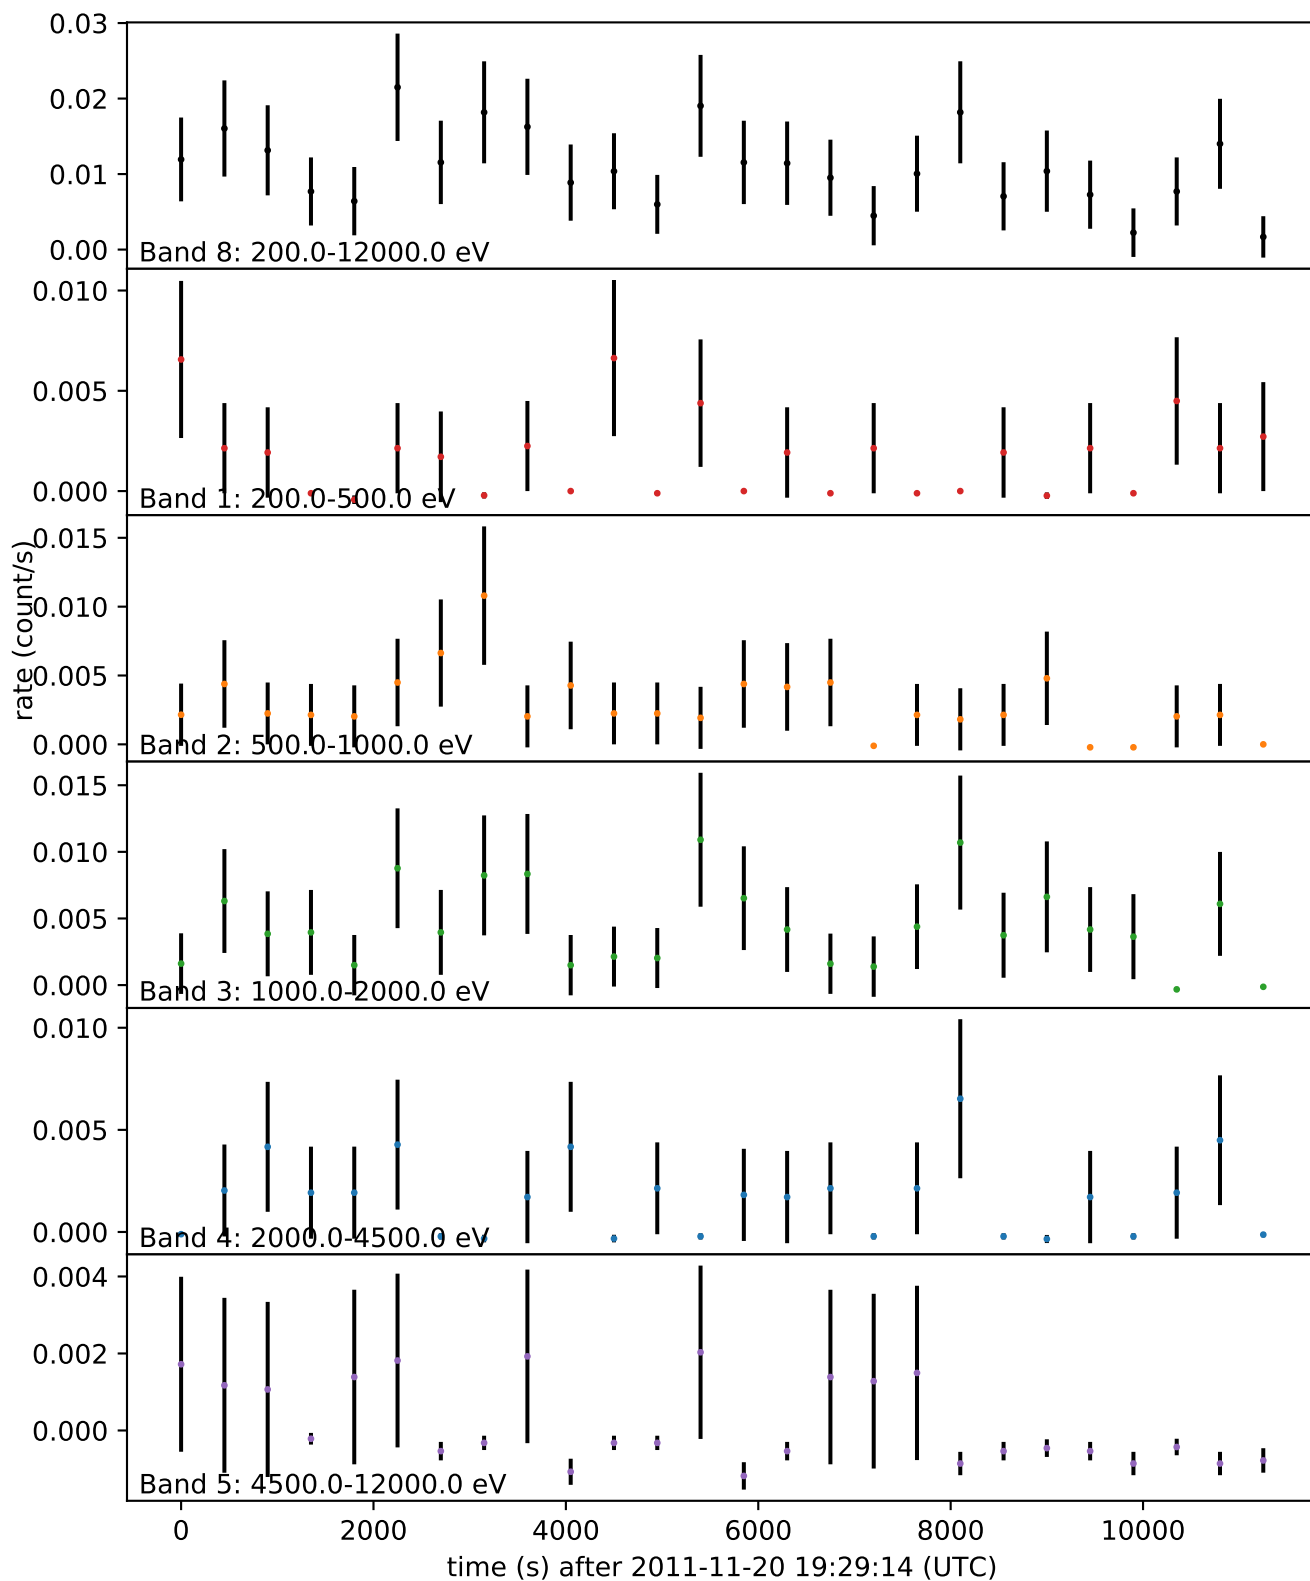 0.03
0.02
0.01
0.00
Band 8: 200.0-12000.0 eV
0.010
0.005
0.000
Band 1: 200.0-500.0 eV
rate (count/s)
0.015
0.010
0.005
0.000
Band 2: 500.0-1000.0 eV
0.015
0.010
0.005
0.000
Band 3: 1000.0-2000.0 eV
0.010
0.005
0.000
Band 4: 2000.0-4500.0 eV
0.004
0.002
0.000
Band 5: 4500.0-12000.0 eV
0 2000 4000 6000 8000 10000
time (s) after 2011-11-20 19:29:14 (UTC)